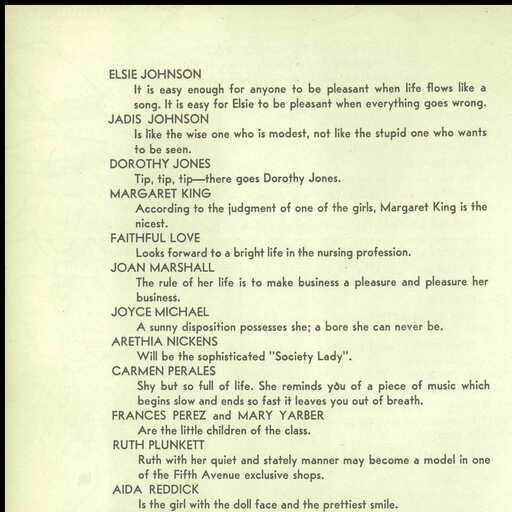 ELSIE JOHNSON
It is easy enough for anyone to be pleasant when life flows like a
song. It is easy for Elsie to be pleasant when everything goes wrong.
JADIS JOHNSON
Is like the wise one who is modest, not like the stupid one who wants
to be seen.
DOROTHY JONES
Tip, tip, tip—there goes Dorothy Jones.
MARGARET KING
According to the judgment of one of the girls, Margaret King is the
nicest.
FAITHFUL LOVE
Looks forward to a bright life in the nursing profession.
JOAN MARSHALL
The rule of her life is to make business a pleasure and pleasure her
business.
JOYCE MICHAEL
A sunny disposition possesses she; a bore she can never be.
ARETHIA NICKENS
Will be the sophisticated "Society Lady".
CARMEN PERALES
Shy but so full of life. She reminds you of a piece of music which
begins slow and ends so fast it leaves you out of breath.
FRANCES PEREZ and MARY YARBER
Are the little children of the class.
RUTH PLUNKETT
Ruth with her quiet and stately manner may become a model in one
of the Fifth Avenue exclusive shops.
AIDA REDDICK
Is the girl with the doll face and the prettiest smile.